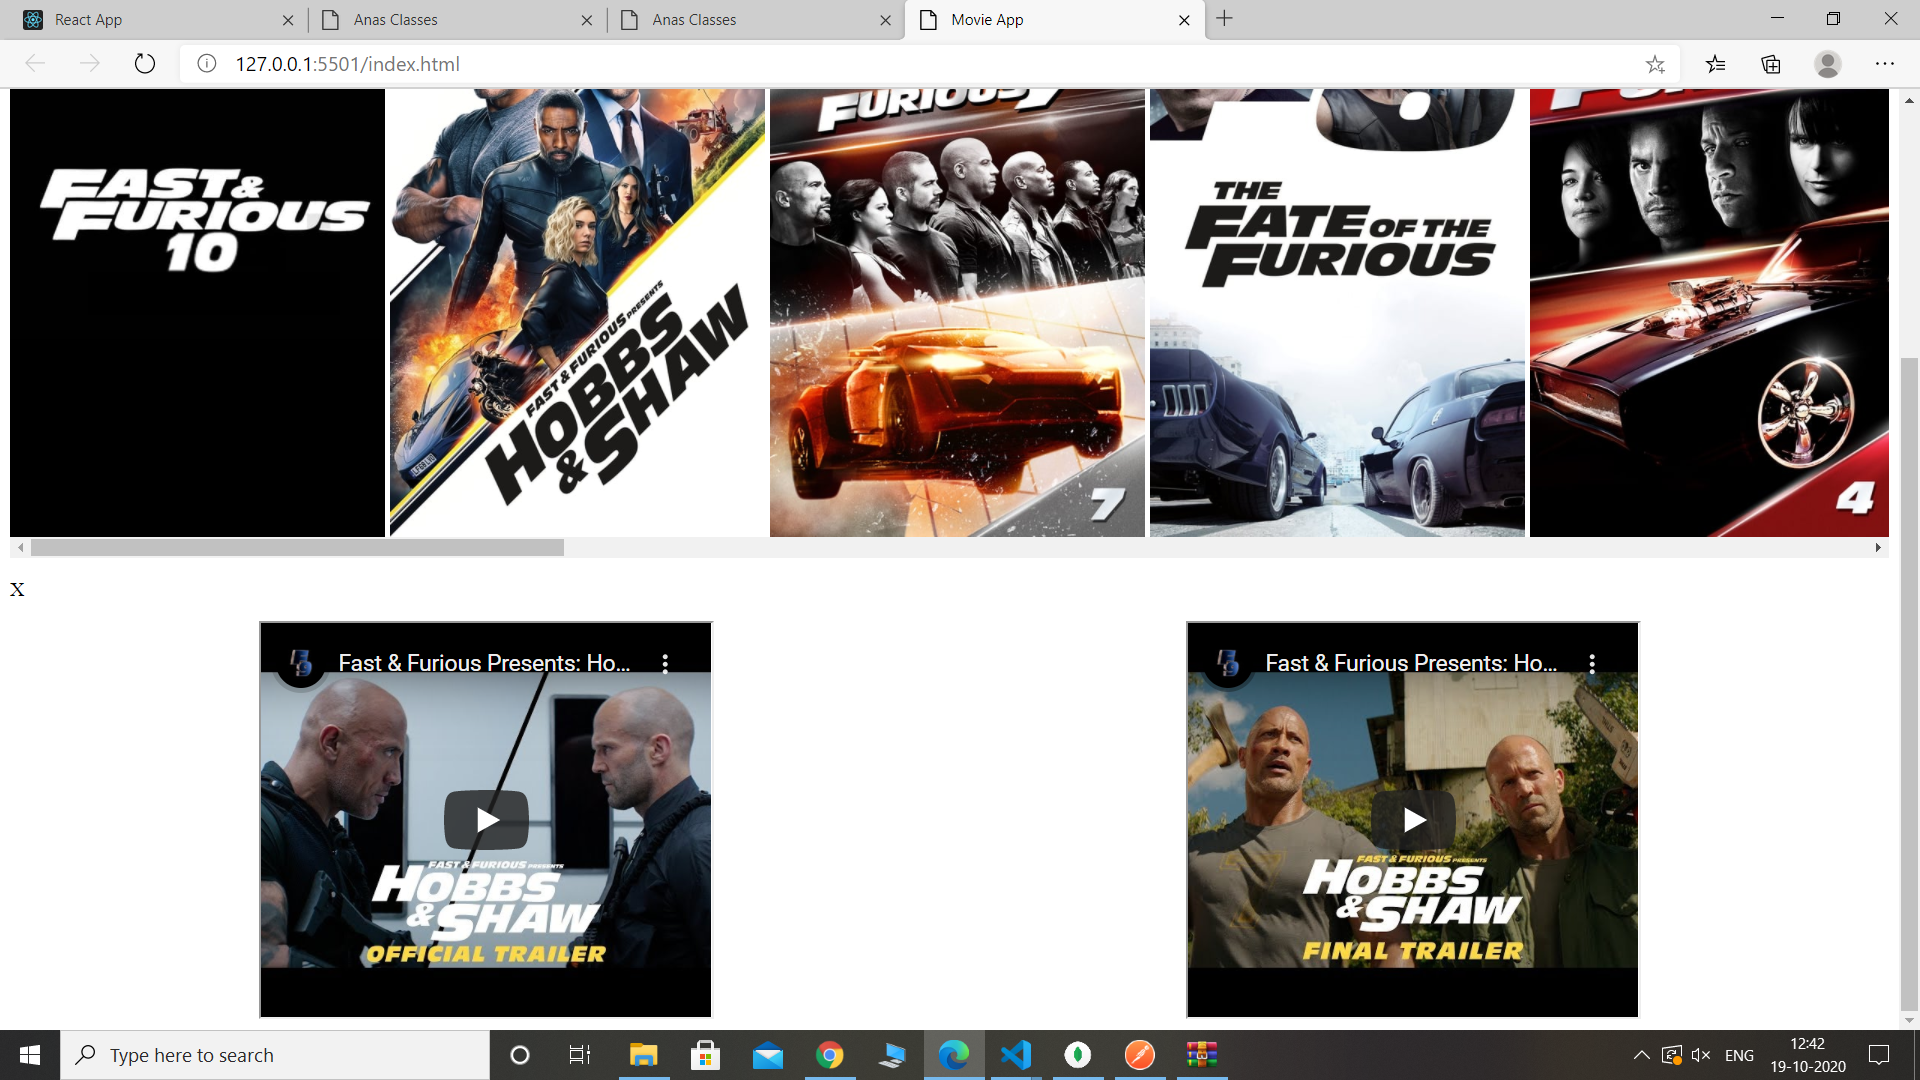 React App
Anas Classes
Anas Classes
Movie App
127.0.0.1:5501/index.html
FAST &
FURIOUS
10
FAST & FURIOUS PRESENTS
HOBBS
& SHAW
FURIOUS 7
7
THE
FATE OF THE
FURIOUS
4
X
Fast & Furious Presents: Ho...
FAST & FURIOUS PRESENTS
HOBBS
& SHAW
OFFICIAL TRAILER
Fast & Furious Presents: Ho...
FAST & FURIOUS PRESENTS
HOBBS
& SHAW
FINAL TRAILER
Type here to search
ENG
12:42
19-10-2020